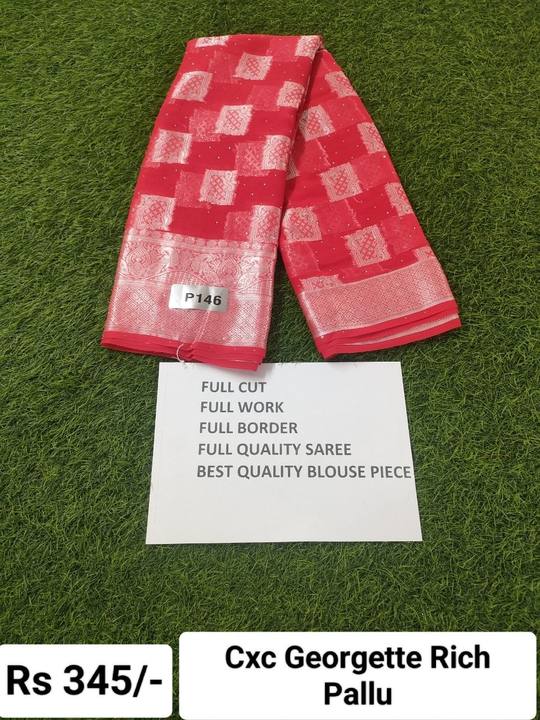 P146
FULL CUT
FULL WORK
FULL BORDER
FULL QUALITY SAREE
BEST QUALITY BLOUSE PIECE
Rs 345/-
Cxc Georgette Rich
Pallu